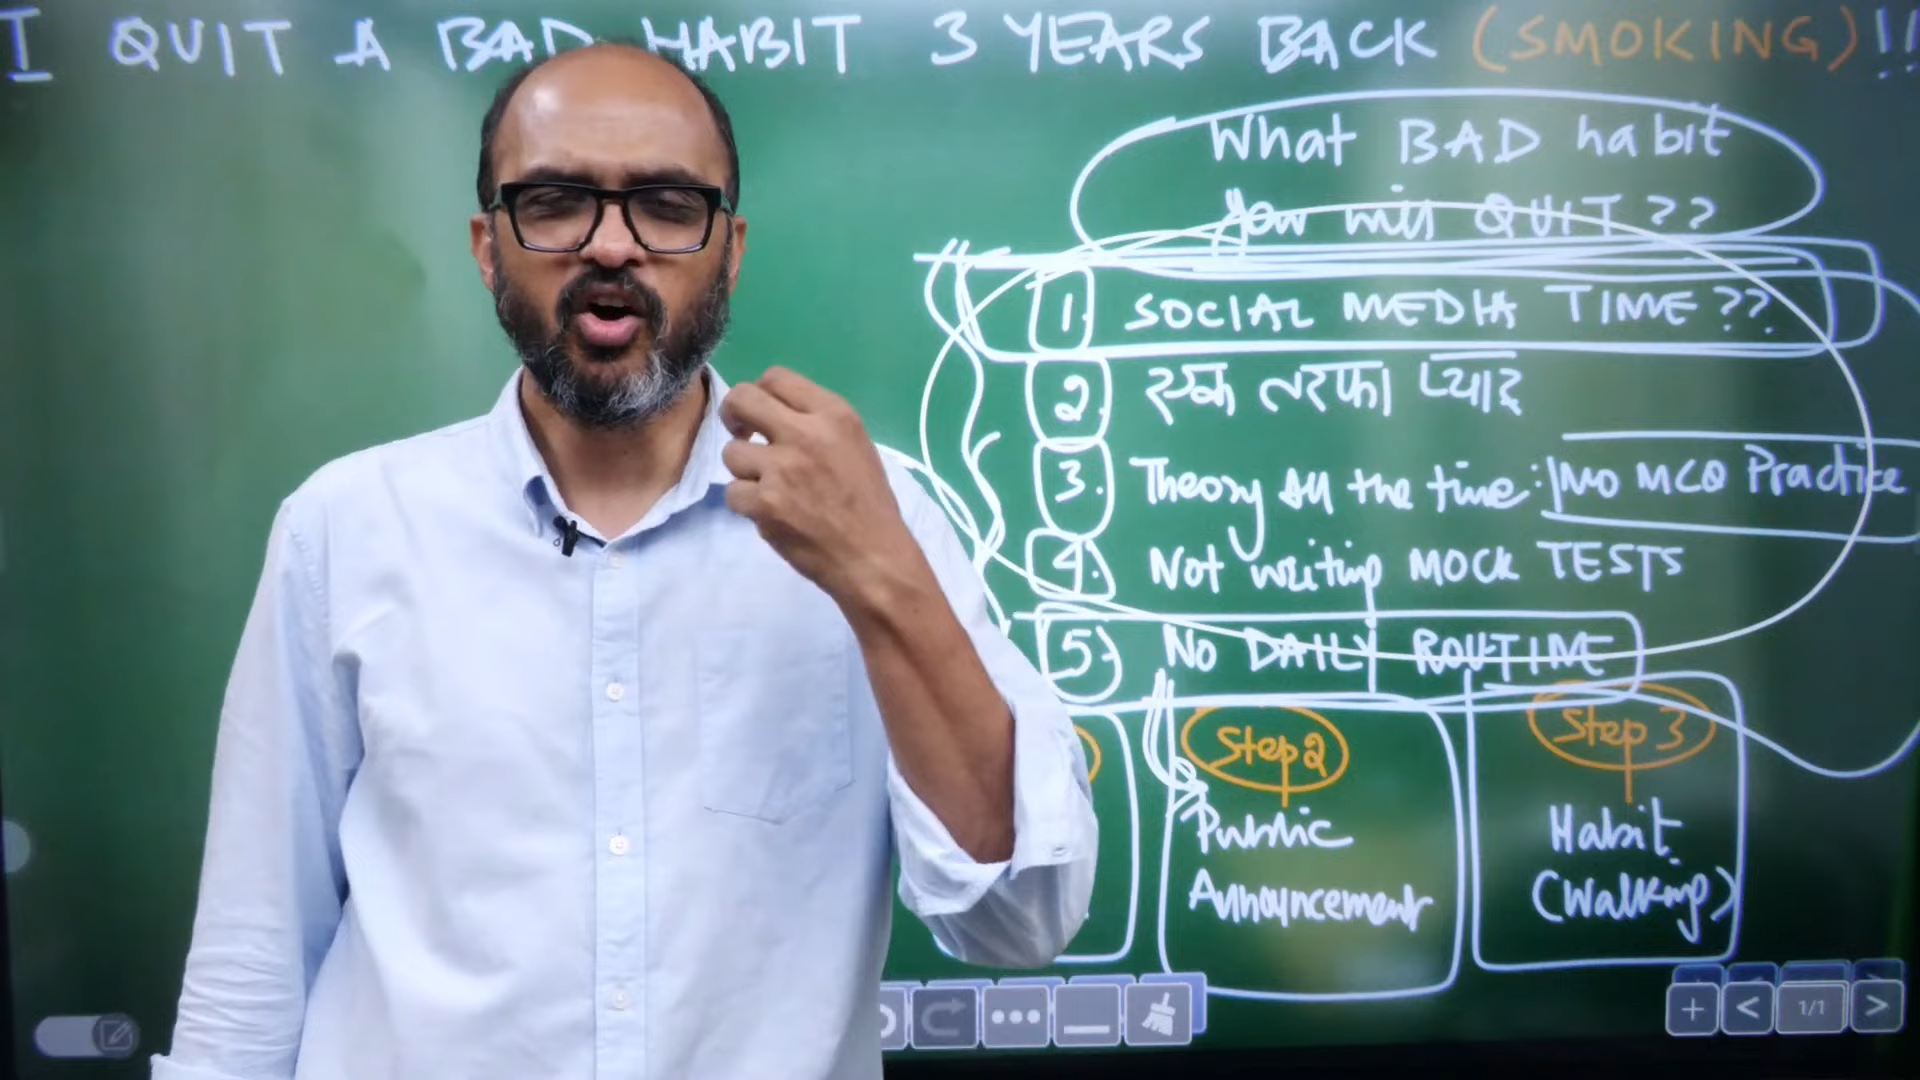 I QUIT A BAD HABIT 3 YEARS BACK (SMOKING)!!
What BAD habit
You will QUIT??
1. SOCIAL MEDIA TIME??
2. एक तरफा प्यार
3. Theory All the time: NO MCQ Practice
4. Not writing MOCK TESTS
5. NO DAILY ROUTINE
Step 2
Public
Announcement
Step 3
Habit
(Walking)
1/1